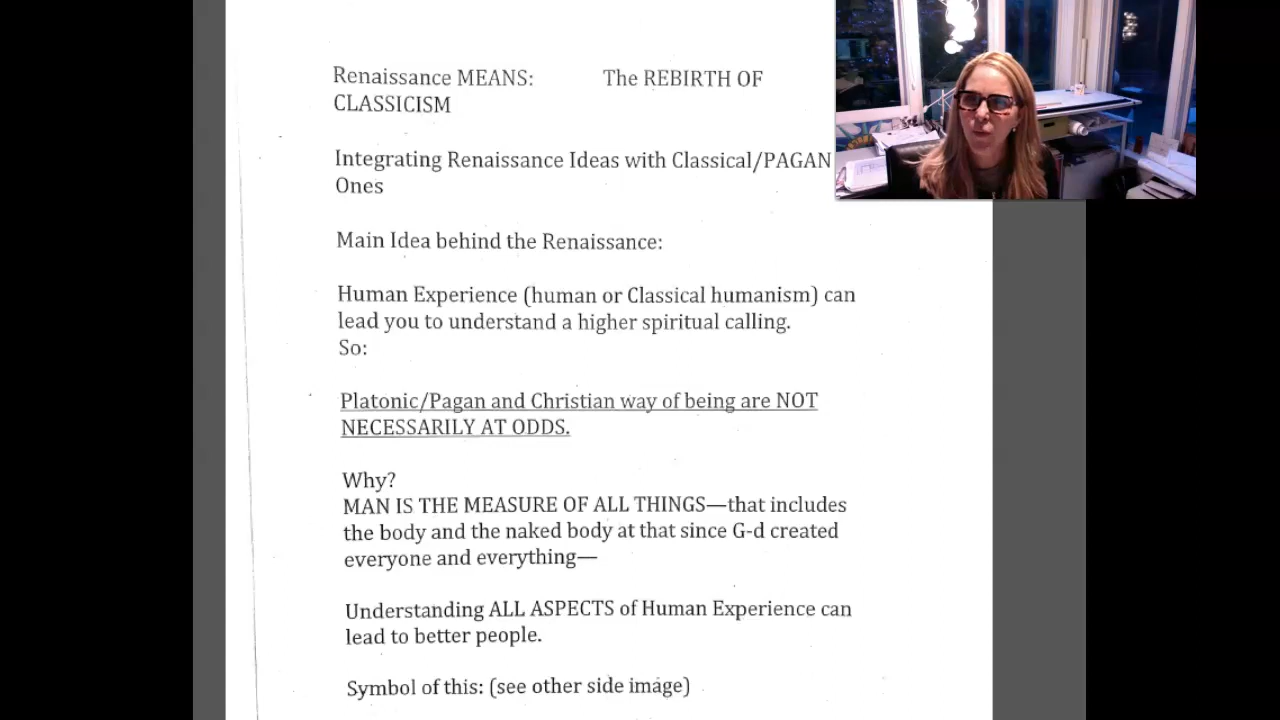 Renaissance MEANS: The REBIRTH OF
CLASSICISM
Integrating Renaissance Ideas with Classical/PAGAN
Ones
Main Idea behind the Renaissance:
Human Experience (human or Classical humanism) can
lead you to understand a higher spiritual calling.
So:
Platonic/Pagan and Christian way of being are NOT
NECESSARILY AT ODDS.
Why?
MAN IS THE MEASURE OF ALL THINGS—that includes
the body and the naked body at that since G-d created
everyone and everything—
Understanding ALL ASPECTS of Human Experience can
lead to better people.
Symbol of this: (see other side image)